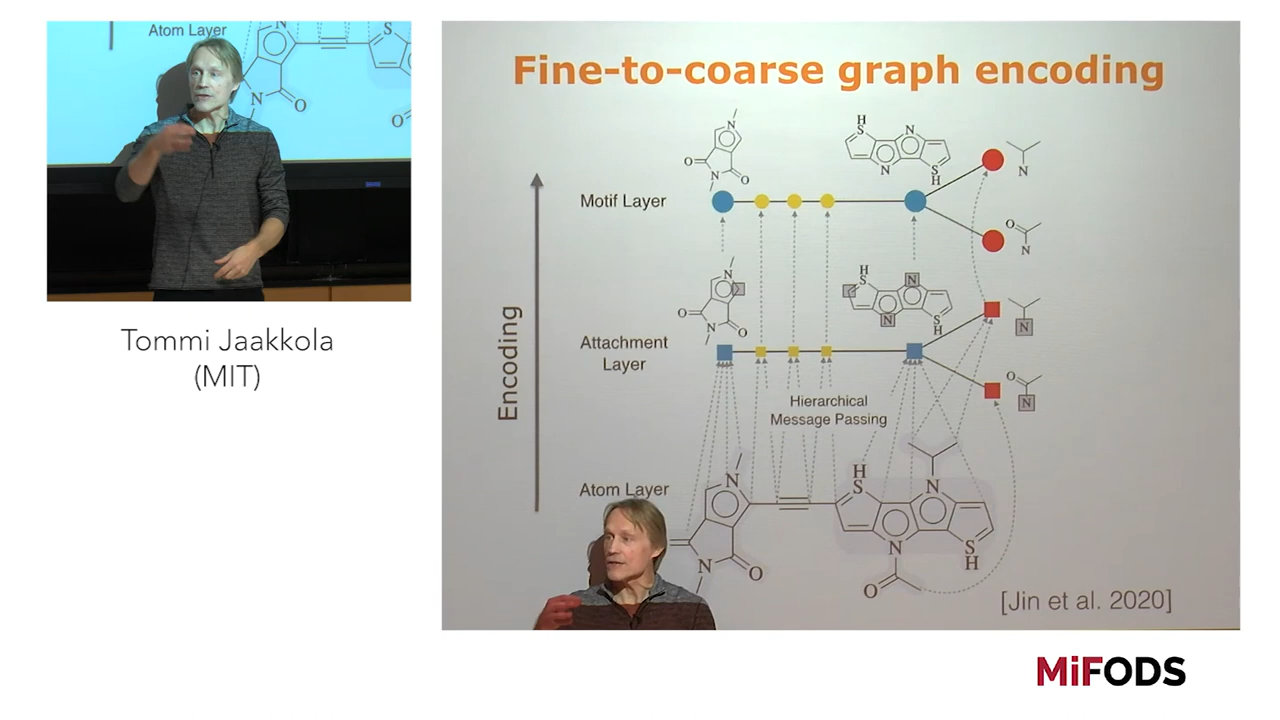 Atom Layer
N
S
N
O
O
Tommi Jaakkola
(MIT)
Fine-to-coarse graph encoding
N
O
O
N
H
S
N
N
S
H
N
O
N
Motif Layer
N
O
N
O
H
S
N
N
S
H
N
O
N
Attachment
Layer
Encoding
Hierarchical
Message Passing
Atom Layer
N
N
O
H
S
N
N
S
H
O
[Jin et al. 2020]
MiFODS